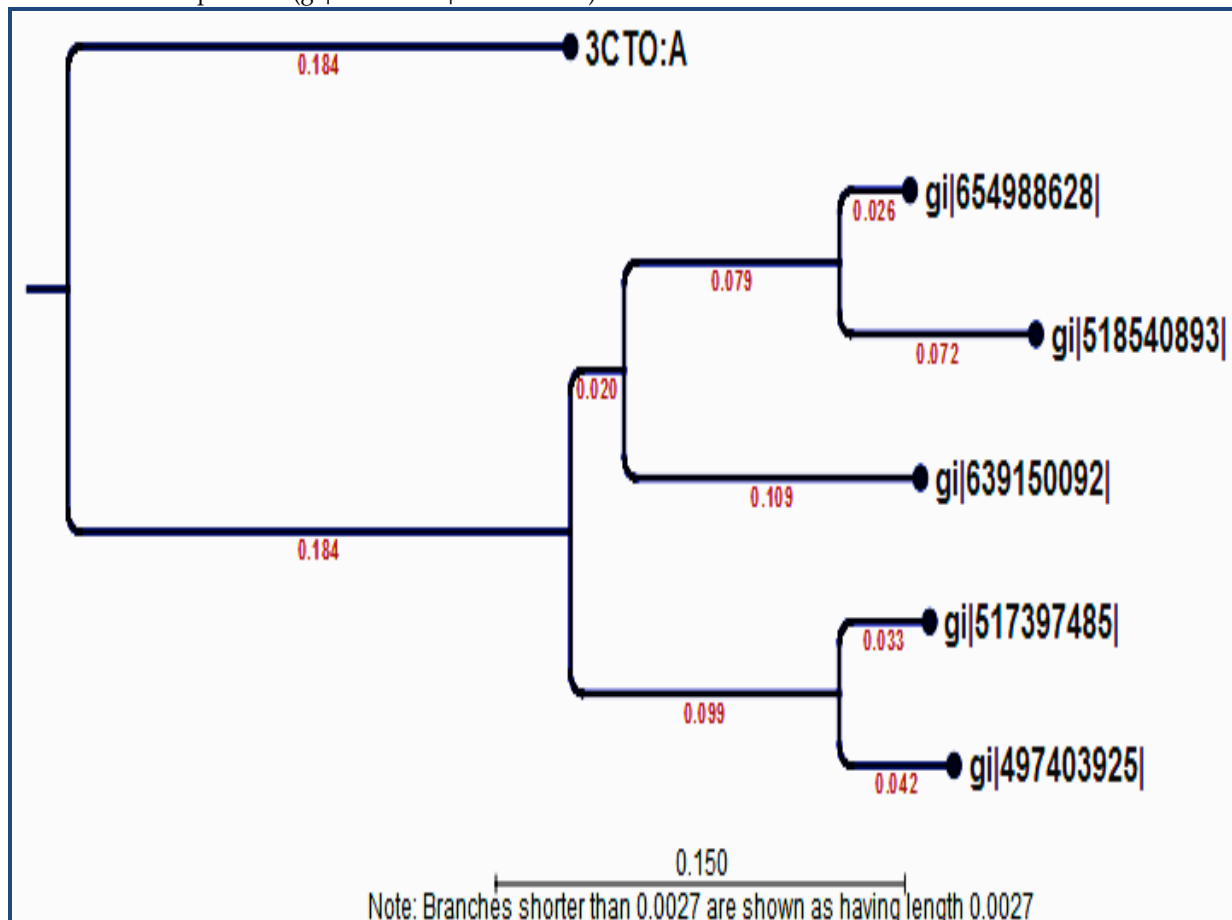 0.184
3CTO:A
gi|654988628|
0.026
0.079
gi|518540893|
0.072
0.020
gi|639150092|
0.109
0.184
gi|517397485|
0.033
0.099
gi|497403925|
0.042
0.150
Note: Branches shorter than 0.0027 are shown as having length 0.0027